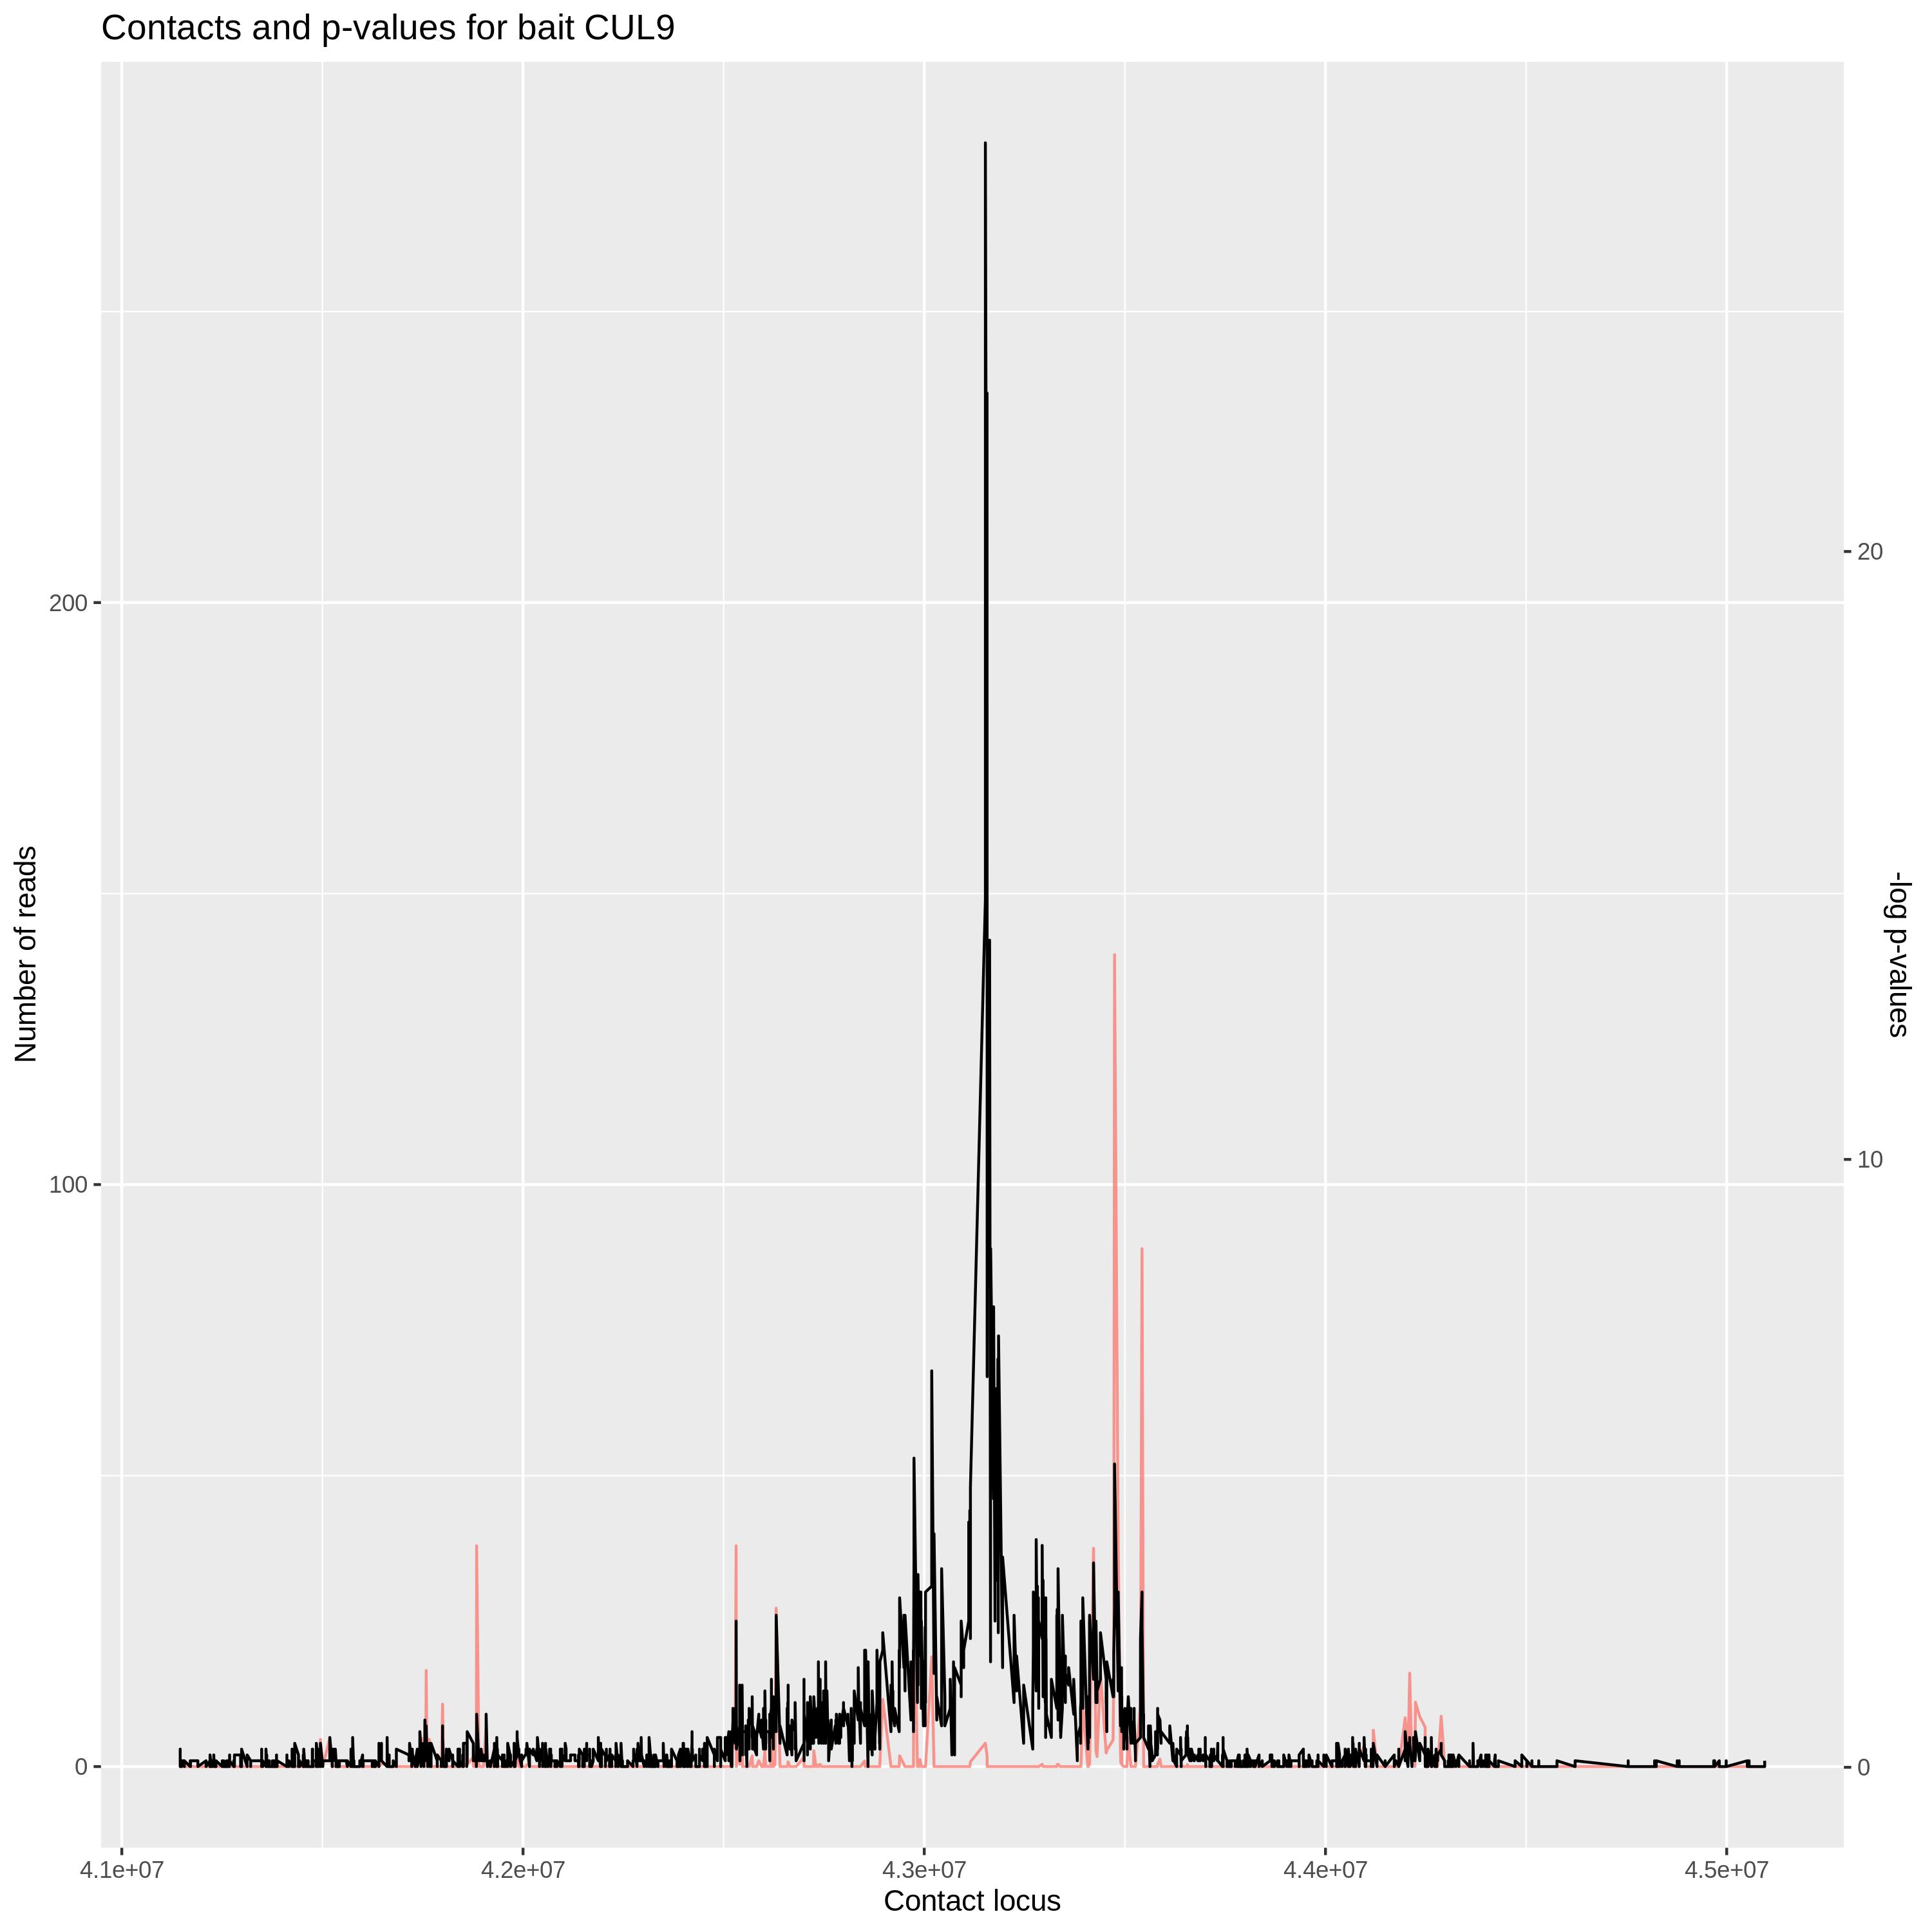 Contacts and p-values for bait CUL9
Number of reads
200
100
0
20
10
0
-log p-values
4.1e+07
4.2e+07
4.3e+07
4.4e+07
4.5e+07
Contact locus